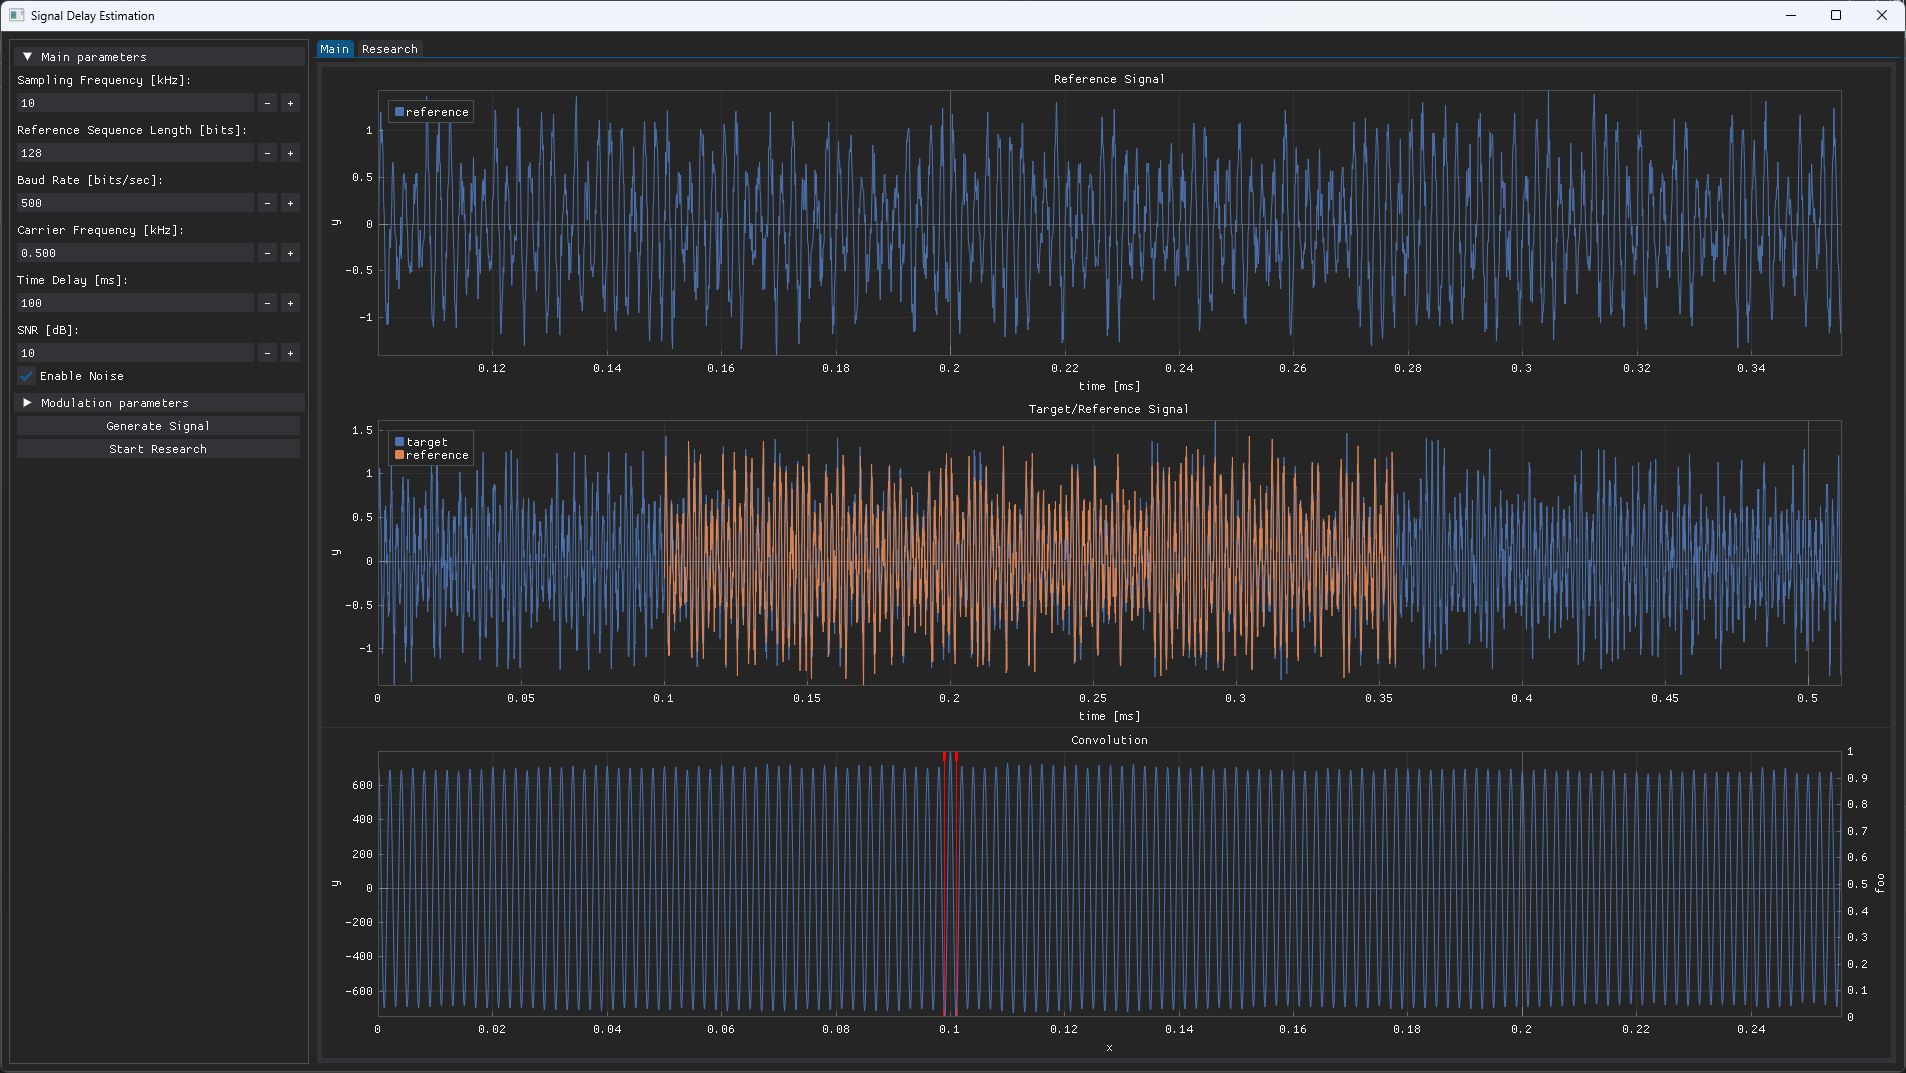 Signal Delay Estimation
Main parameters
Sampling Frequency [kHz]:
10 - +
Reference Sequence Length [bits]:
128 - +
Baud Rate [bits/sec]:
500 - +
Carrier Frequency [kHz]:
0.500 - +
Time Delay [ms]:
100 - +
SNR [dB]:
10 - +
Enable Noise
Modulation parameters
Generate Signal
Start Research
Main Research
Reference Signal
reference
1
0.5
0
-0.5
-1
y
0.12 0.14 0.16 0.18 0.2 0.22 0.24 0.26 0.28 0.3 0.32 0.34
time [ms]
Target/Reference Signal
target
reference
1.5
1
0.5
0
-0.5
-1
y
0 0.05 0.1 0.15 0.2 0.25 0.3 0.35 0.4 0.45 0.5
time [ms]
Convolution
600
400
200
0
-200
-400
-600
y
1
0.9
0.8
0.7
0.6
0.5
0.4
0.3
0.2
0.1
0
foo
0 0.02 0.04 0.06 0.08 0.1 0.12 0.14 0.16 0.18 0.2 0.22 0.24
x